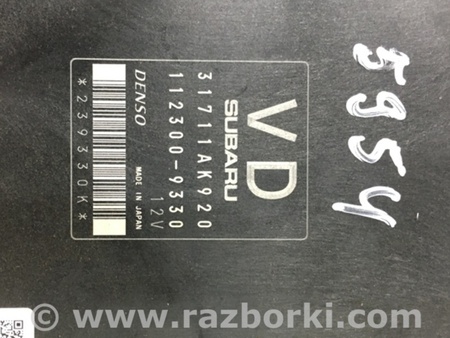 VD
SUBARU
31711AK920
112300-9330
12V
DENSO
MADE IN JAPAN
*239330K*
5954
www.razborki.com